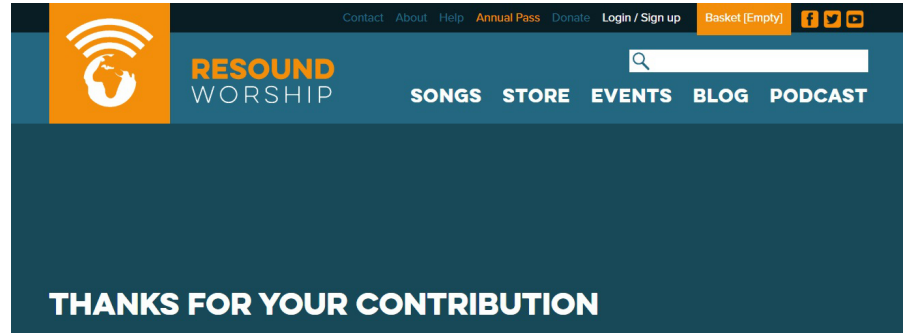 Contact About Help Annual Pass Donate Login / Sign up Basket [Empty]
RESOUND
WORSHIP
SONGS STORE EVENTS BLOG PODCAST
THANKS FOR YOUR CONTRIBUTION